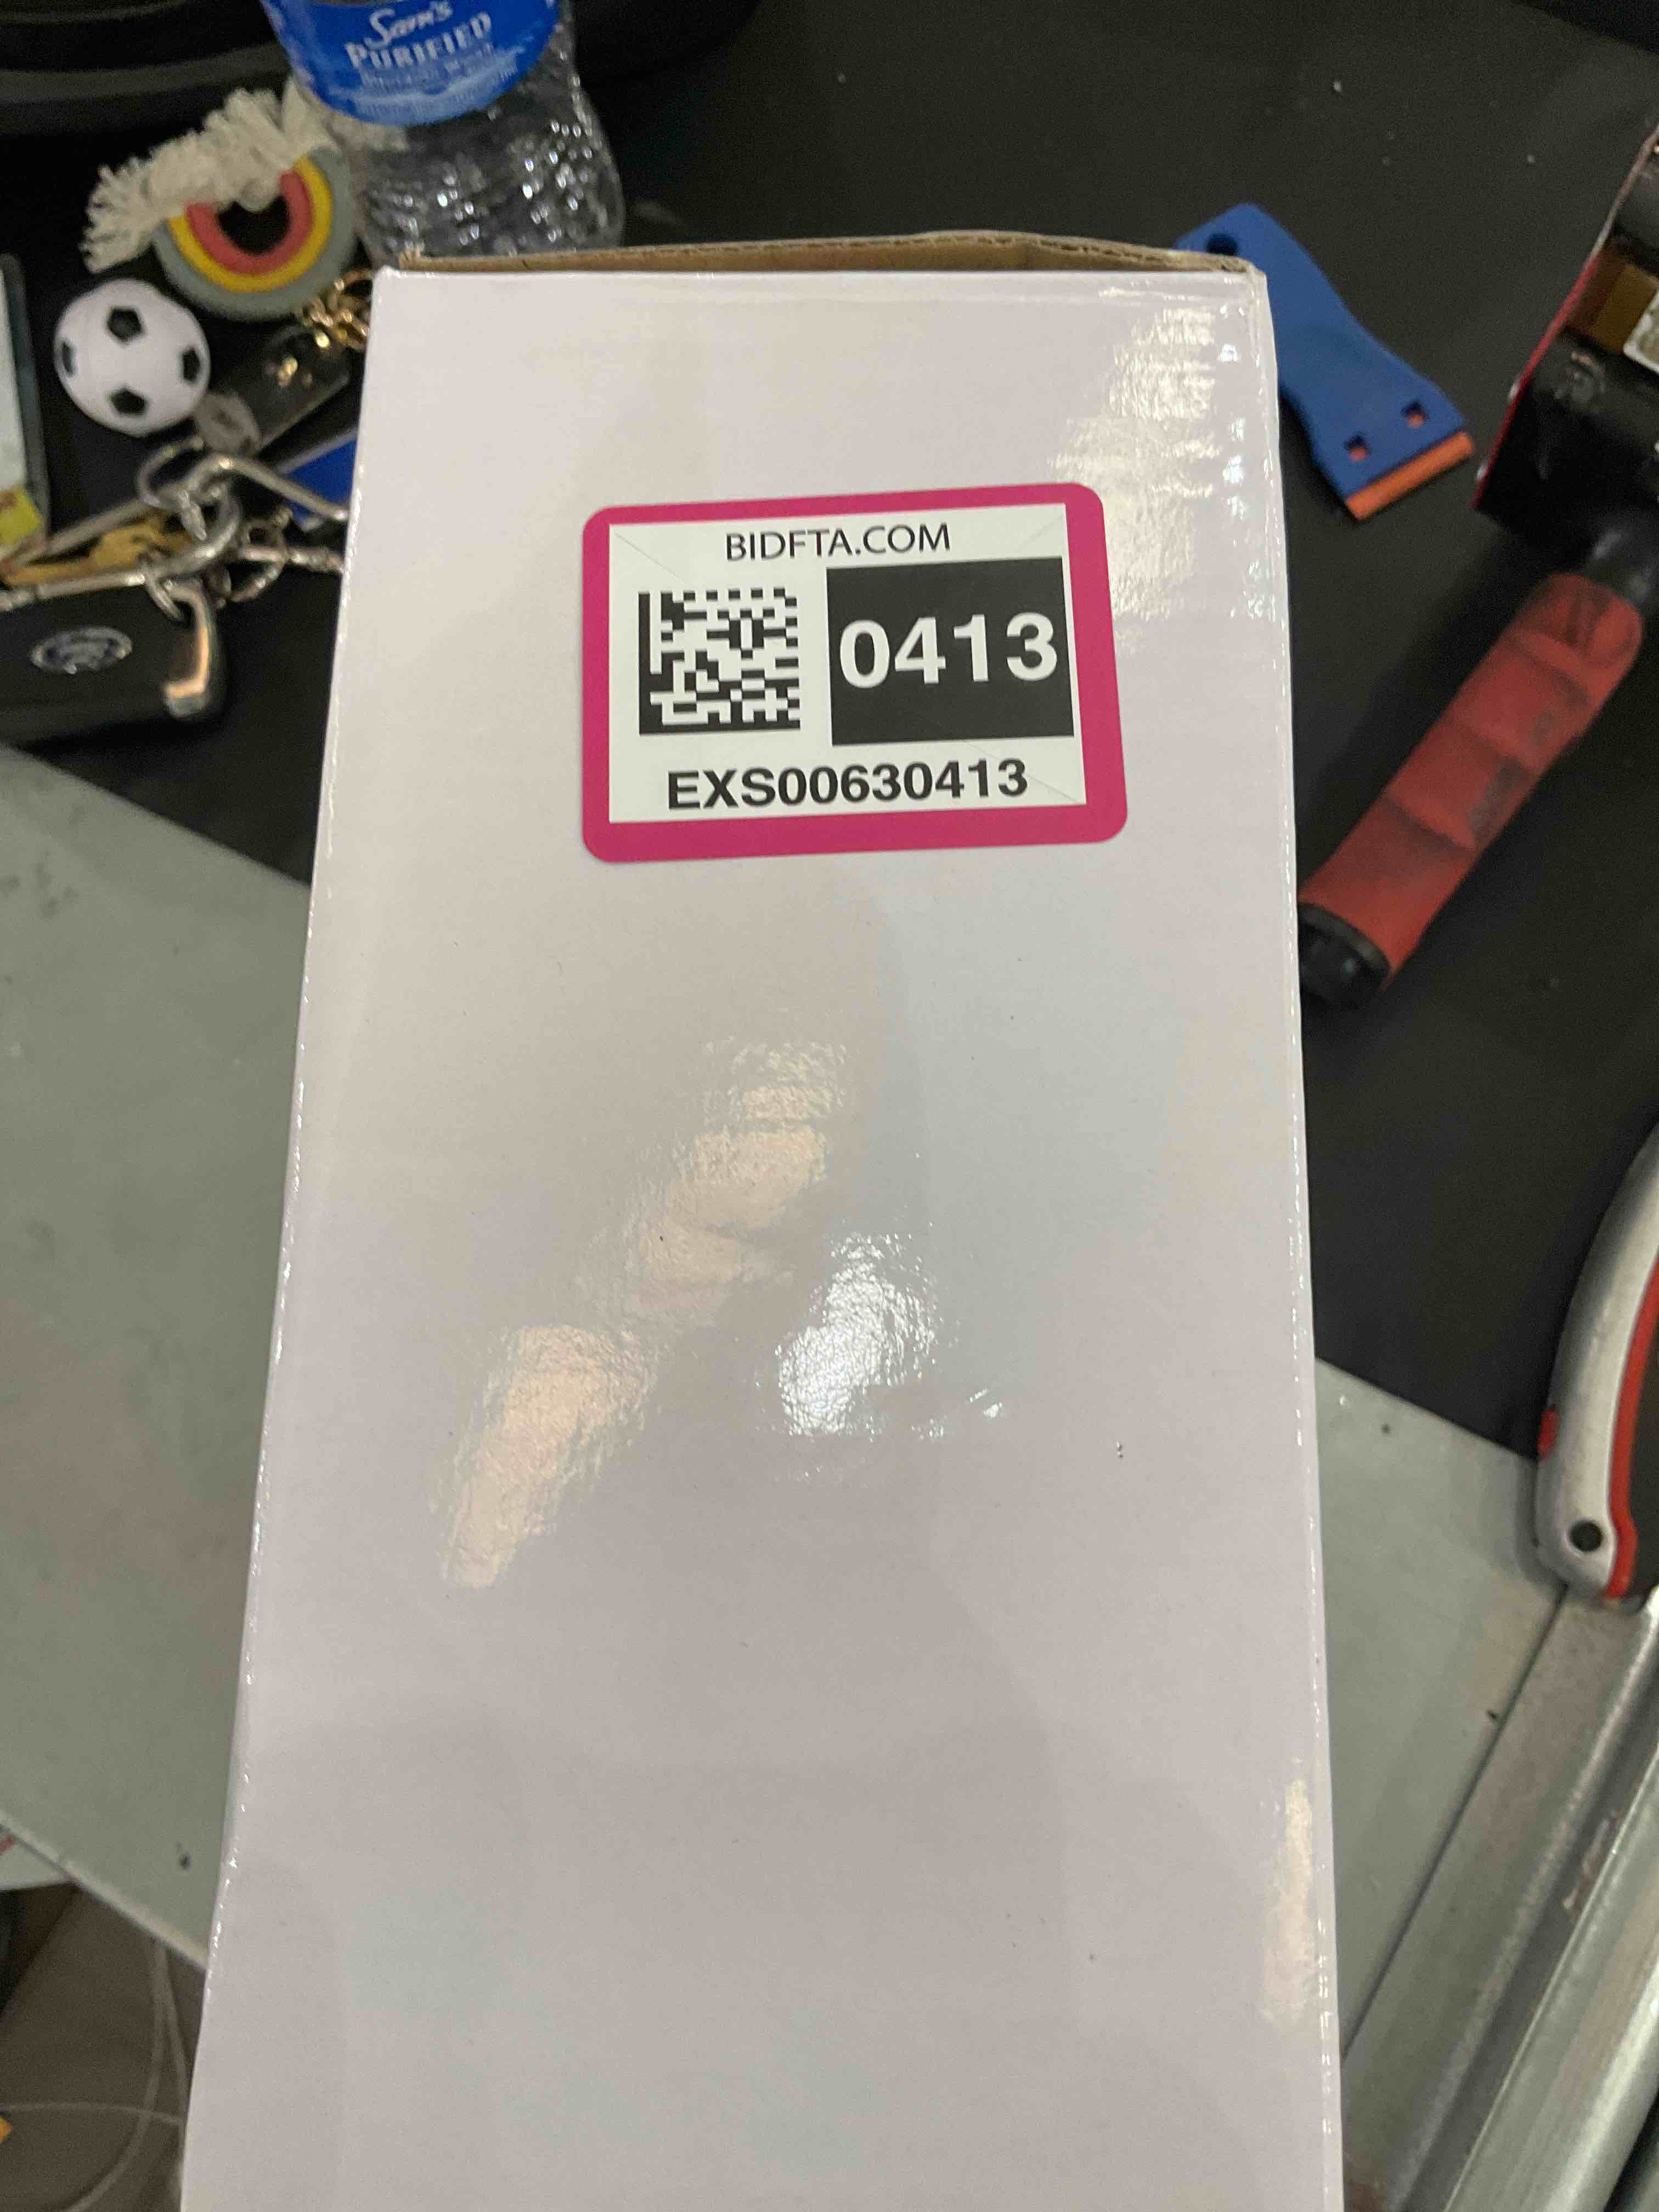 Sam's
PURIFIED
BIDFTA.COM
0413
EXS00630413